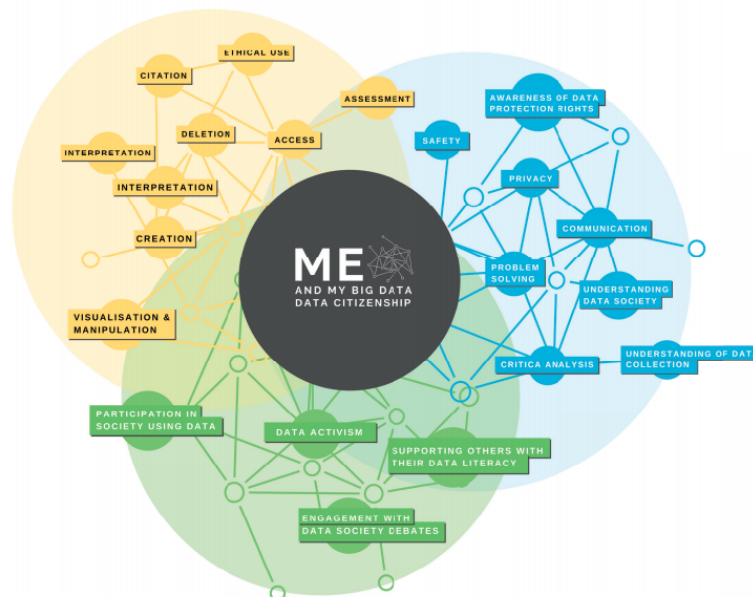 ETHICAL USE
CITATION
ASSESSMENT
DELETION
ACCESS
INTERPRETATION
INTERPRETATION
CREATION
VISUALISATION &
MANIPULATION
AWARENESS OF DATA
PROTECTION RIGHTS
SAFETY
PRIVACY
COMMUNICATION
PROBLEM
SOLVING
UNDERSTANDING
DATA SOCIETY
CRITICA ANALYSIS
UNDERSTANDING OF DAT
COLLECTION
ME
AND MY BIG DATA
DATA CITIZENSHIP
PARTICIPATION IN
SOCIETY USING DATA
DATA ACTIVISM
SUPPORTING OTHERS WITH
THEIR DATA LITERACY
ENGAGEMENT WITH
DATA SOCIETY DEBATES